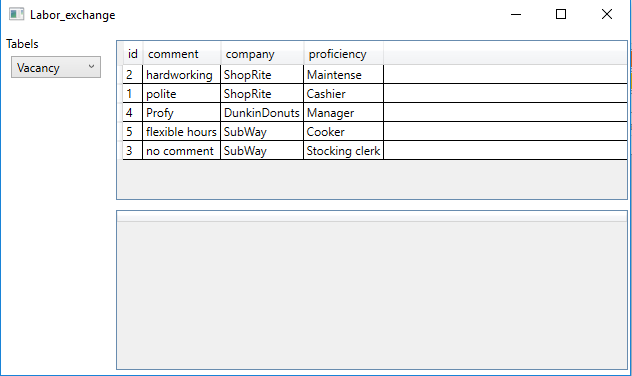 Labor_exchange
Tabels
Vacancy
id comment company proficiency
2 hardworking ShopRite Maintense
1 polite ShopRite Cashier
4 Profy DunkinDonuts Manager
5 flexible hours SubWay Cooker
3 no comment SubWay Stocking clerk